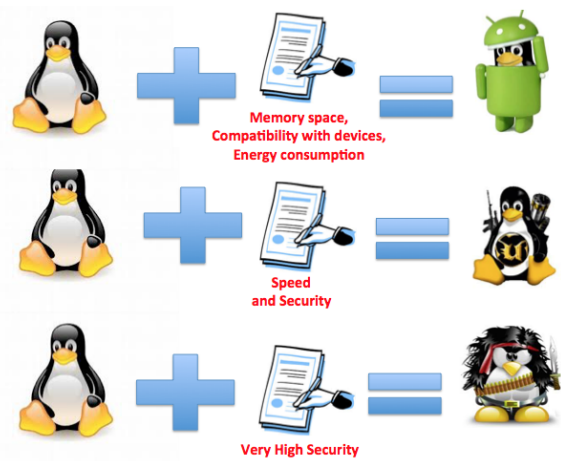 Memory space,
Compatibility with devices,
Energy consumption
Speed
and Security
Very High Security